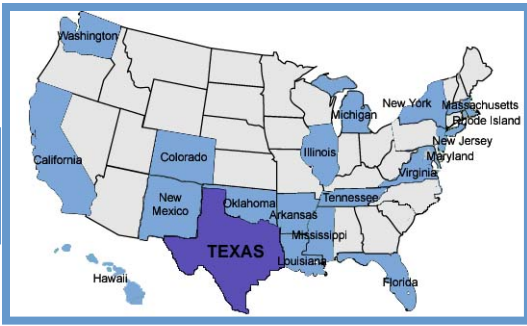 Washington
New York
Massachusetts
Michigan
Rhode Island
New Jersey
Illinois
Maryland
California
Colorado
Virginia
New
Mexico
Oklahoma
Tennessee
Arkansas
Mississippi
TEXAS
Louisiana
Hawaii
Florida